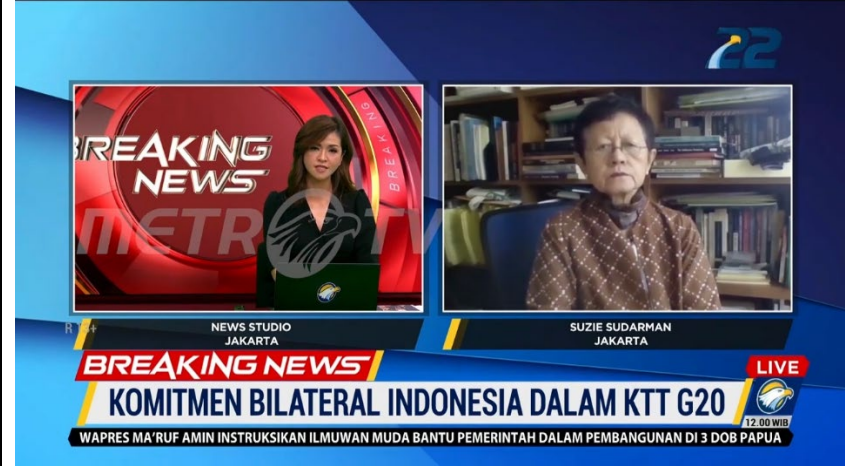 22
BREAKING
NEWS
BREAKING
METRO TV
R
NEWS STUDIO
JAKARTA
SUZIE SUDARMAN
JAKARTA
BREAKING NEWS
LIVE
KOMITMEN BILATERAL INDONESIA DALAM KTT G20
12.00 WIB
WAPRES MA'RUF AMIN INSTRUKSIKAN ILMUWAN MUDA BANTU PEMERINTAH DALAM PEMBANGUNAN DI 3 DOB PAPUA